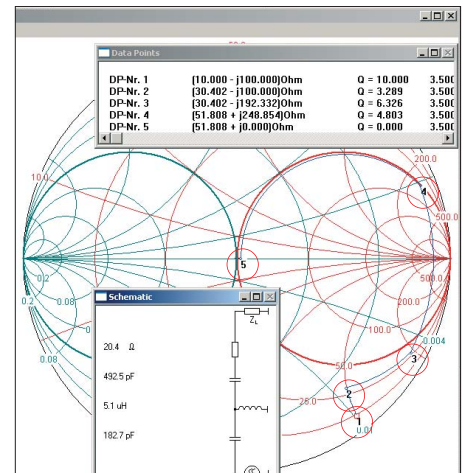 Data Points
DP-Nr. 1 (10.000 - j100.000)Ohm Q = 10.000 3.500
DP-Nr. 2 (30.402 - j100.000)Ohm Q = 3.289 3.500
DP-Nr. 3 (30.402 - j192.332)Ohm Q = 6.326 3.500
DP-Nr. 4 (51.808 + j248.854)Ohm Q = 4.803 3.500
DP-Nr. 5 (51.808 + j0.000)Ohm Q = 0.000 3.500
200.0
10.0
4
500.0
5
0.2
500.0
0.2
0.08
200.0
Schematic
Z_L
100.0
0.004
20.4 Ω
3
0.08
50.0
492.5 pF
2
5.1 uH
25.0
1
0.01
182.7 pF